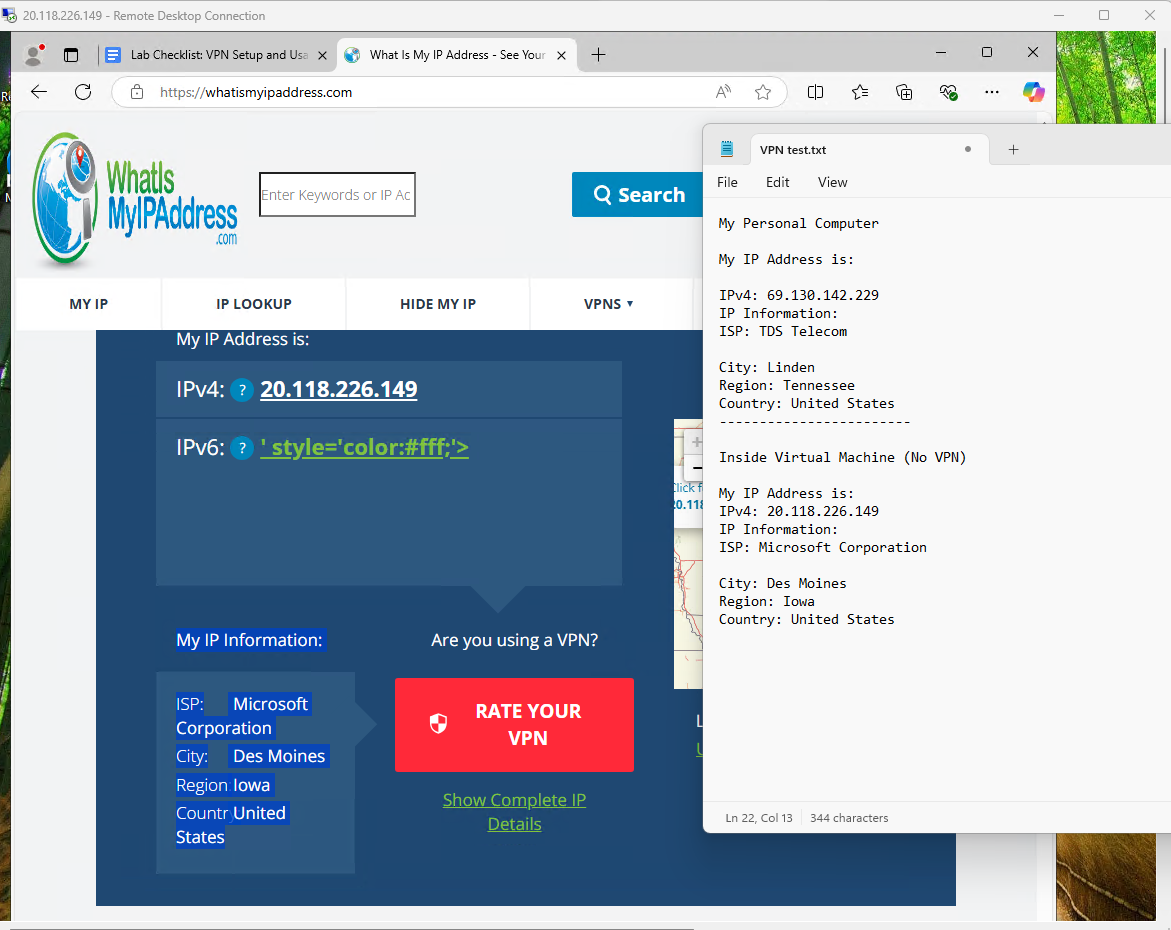 20.118.226.149 - Remote Desktop Connection
Lab Checklist: VPN Setup and Usa
What Is My IP Address - See Your
https://whatismyipaddress.com
WhatIs
MyIPAddress
.com
Enter Keywords or IP Ac
Search
MY IP
IP LOOKUP
HIDE MY IP
VPNS
My IP Address is:
IPv4: ? 20.118.226.149
IPv6: ? ' style='color:#fff;'>
Click f
20.118
My IP Information:
Are you using a VPN?
ISP: Microsoft
Corporation
City: Des Moines
Region Iowa
Countr United
States
RATE YOUR
VPN
Show Complete IP
Details
L
U
VPN test.txt
File Edit View
My Personal Computer
My IP Address is:
IPv4: 69.130.142.229
IP Information:
ISP: TDS Telecom
City: Linden
Region: Tennessee
Country: United States
------------------------
Inside Virtual Machine (No VPN)
My IP Address is:
IPv4: 20.118.226.149
IP Information:
ISP: Microsoft Corporation
City: Des Moines
Region: Iowa
Country: United States
Ln 22, Col 13 344 characters